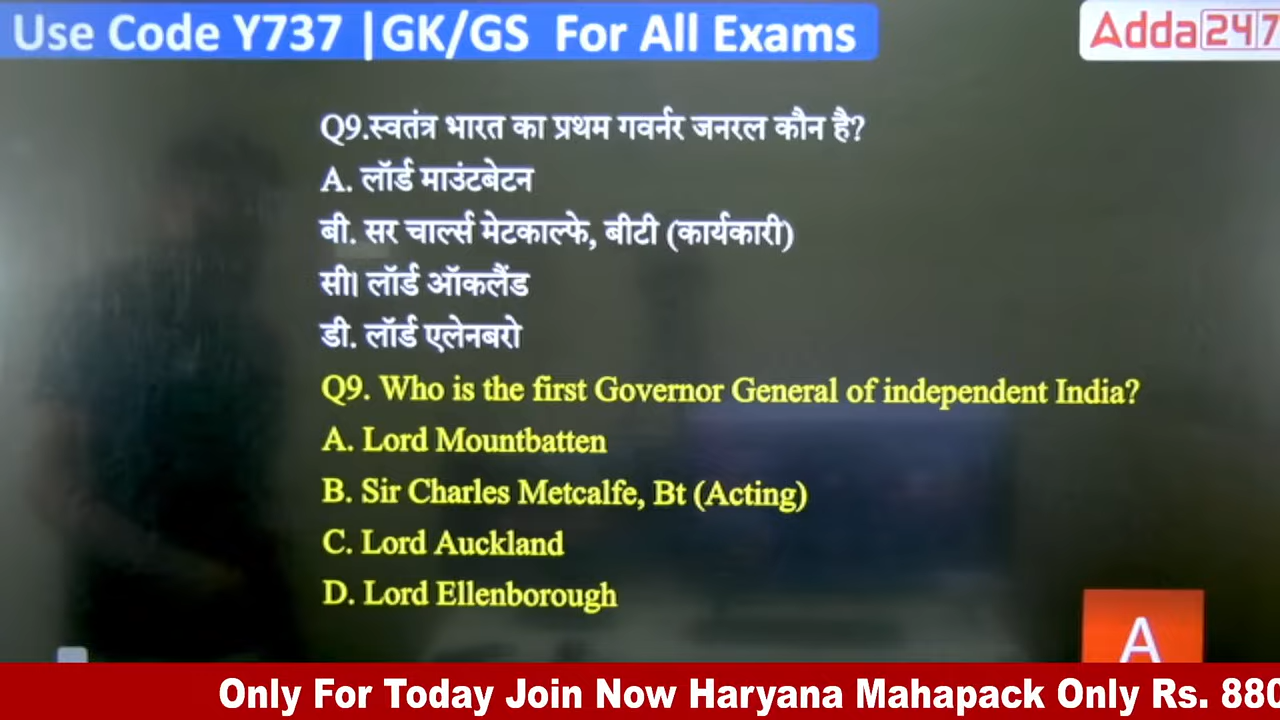 Use Code Y737 |GK/GS For All Exams
Adda247
Q9.स्वतंत्र भारत का प्रथम गवर्नर जनरल कौन है?
A. लॉर्ड माउंटबेटन
बी. सर चार्ल्स मेटकाल्फे, बीटी (कार्यकारी)
सी। लॉर्ड ऑकलैंड
डी. लॉर्ड एलेनबरो
Q9. Who is the first Governor General of independent India?
A. Lord Mountbatten
B. Sir Charles Metcalfe, Bt (Acting)
C. Lord Auckland
D. Lord Ellenborough
A
Only For Today Join Now Haryana Mahapack Only Rs. 880